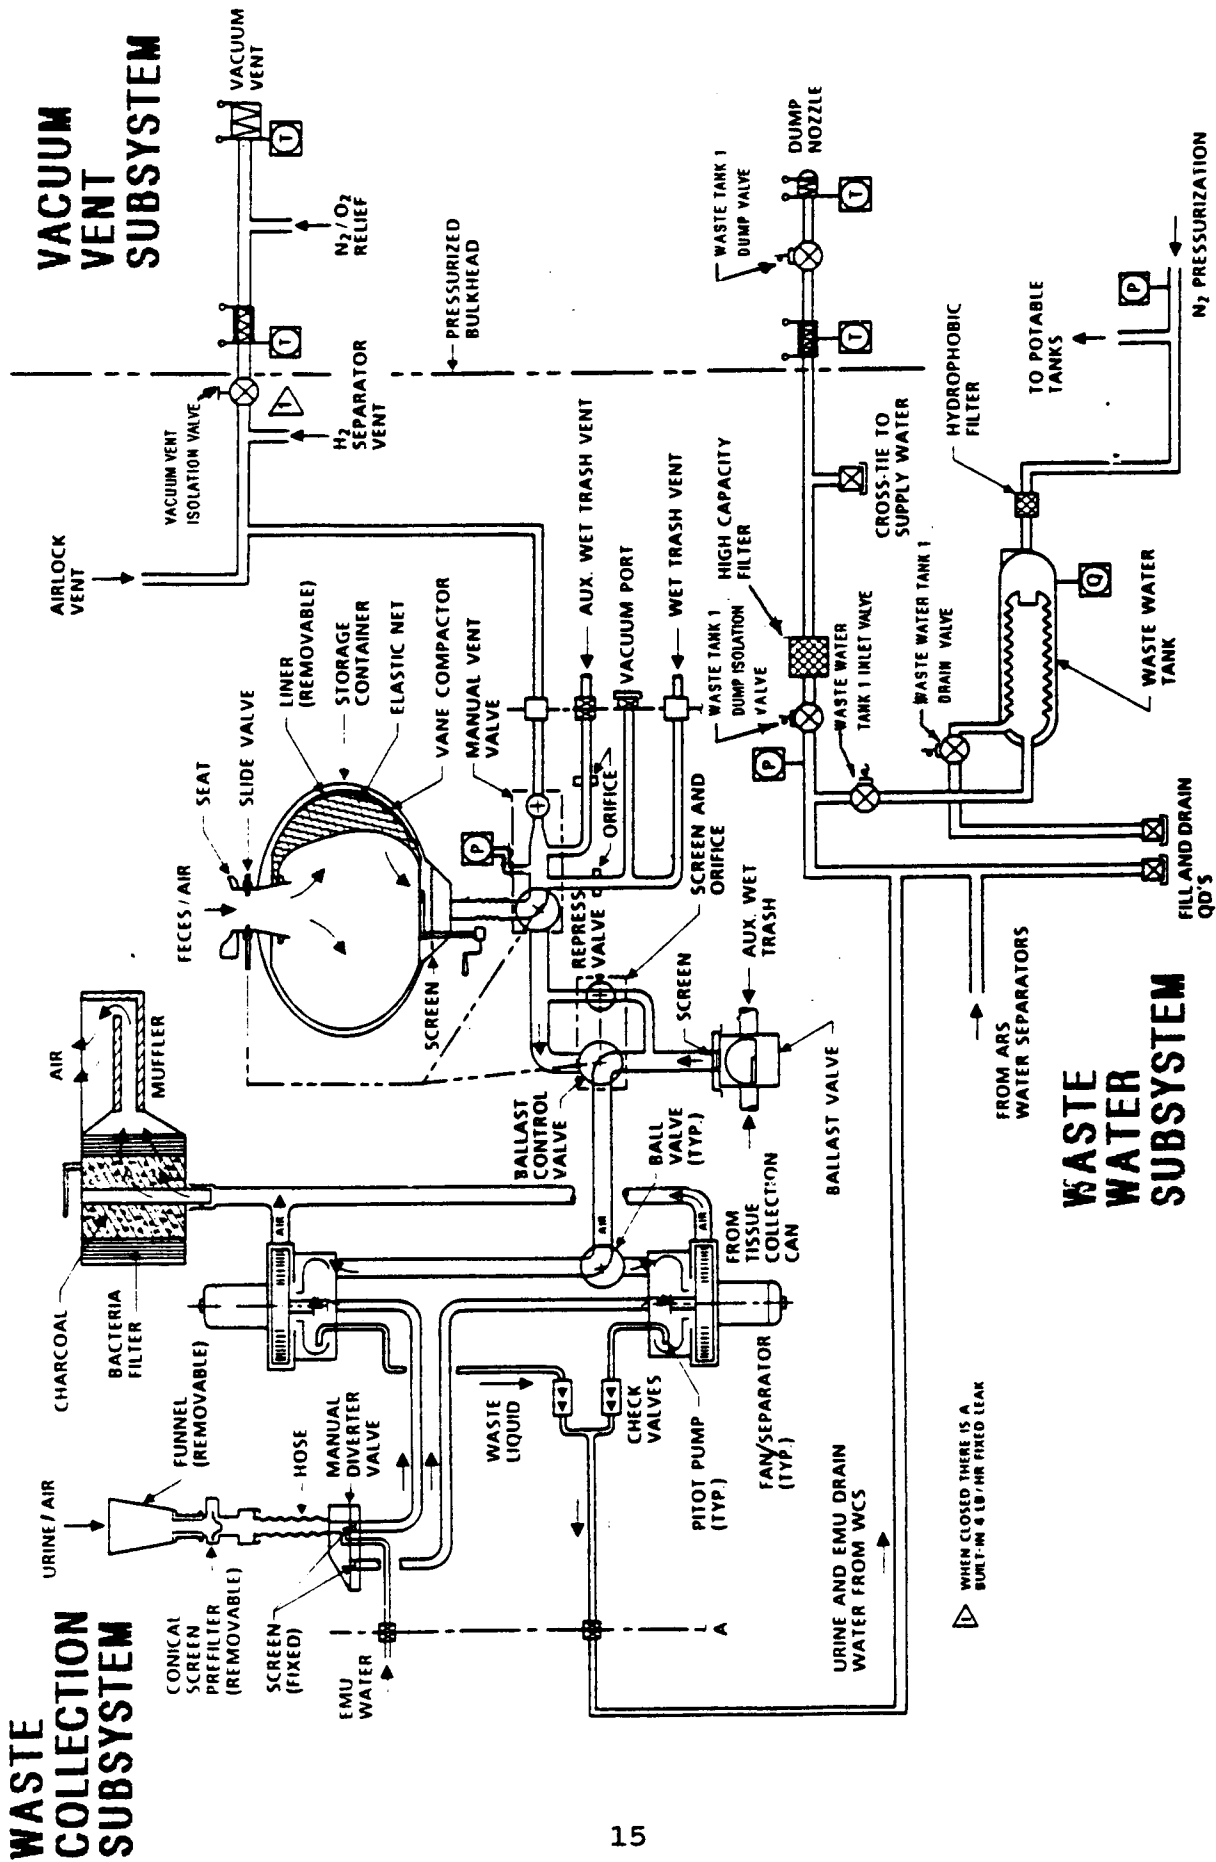 WASTE
COLLECTION
SUBSYSTEM
URINE / AIR
FUNNEL
(REMOVABLE)
CONICAL
SCREEN
PREFILTER
(REMOVABLE)
HOSE
MANUAL
DIVERTER
VALVE
SCREEN
(FIXED)
EMU
WATER
CHARCOAL
BACTERIA
FILTER
AIR
MUFFLER
AIR
WASTE
LIQUID
CHECK
VALVES
PITOT PUMP
(TYP.)
FAN/SEPARATOR
(TYP.)
AIR
AIR
A
URINE AND EMU DRAIN
WATER FROM WCS
1 WHEN CLOSED THERE IS A
BUILT-IN 4 LB/HR FIXED LEAK
FECES / AIR
SEAT
SLIDE VALVE
LINER
(REMOVABLE)
STORAGE
CONTAINER
ELASTIC NET
VANE COMPACTOR
MANUAL VENT
VALVE
SCREEN
P
BALLAST
CONTROL
VALVE
BALL
VALVE
(TYP.)
FROM
TISSUE
COLLECTION
CAN
REPRESS
VALVE
ORIFICE
SCREEN AND
ORIFICE
SCREEN
AUX. WET
TRASH
BALLAST VALVE
AUX. WET TRASH VENT
VACUUM PORT
WET TRASH VENT
VACUUM
VENT
SUBSYSTEM
AIRLOCK
VENT
VACUUM VENT
ISOLATION VALVE
1
H2
SEPARATOR
VENT
T
N2/O2
RELIEF
T
VACUUM
VENT
PRESSURIZED
BULKHEAD
WASTE
WATER
SUBSYSTEM
FROM ARS
WATER SEPARATORS
FILL AND DRAIN
QD'S
P
WASTE TANK 1
DUMP ISOLATION
VALVE
HIGH CAPACITY
FILTER
WASTE WATER
TANK 1 INLET VALVE
WASTE WATER TANK 1
DRAIN VALVE
CROSS-TIE TO
SUPPLY WATER
T
WASTE TANK 1
DUMP VALVE
T
DUMP
NOZZLE
HYDROPHOBIC
FILTER
Q
WASTE WATER
TANK
TO POTABLE
TANKS
P
N2 PRESSURIZATION
15